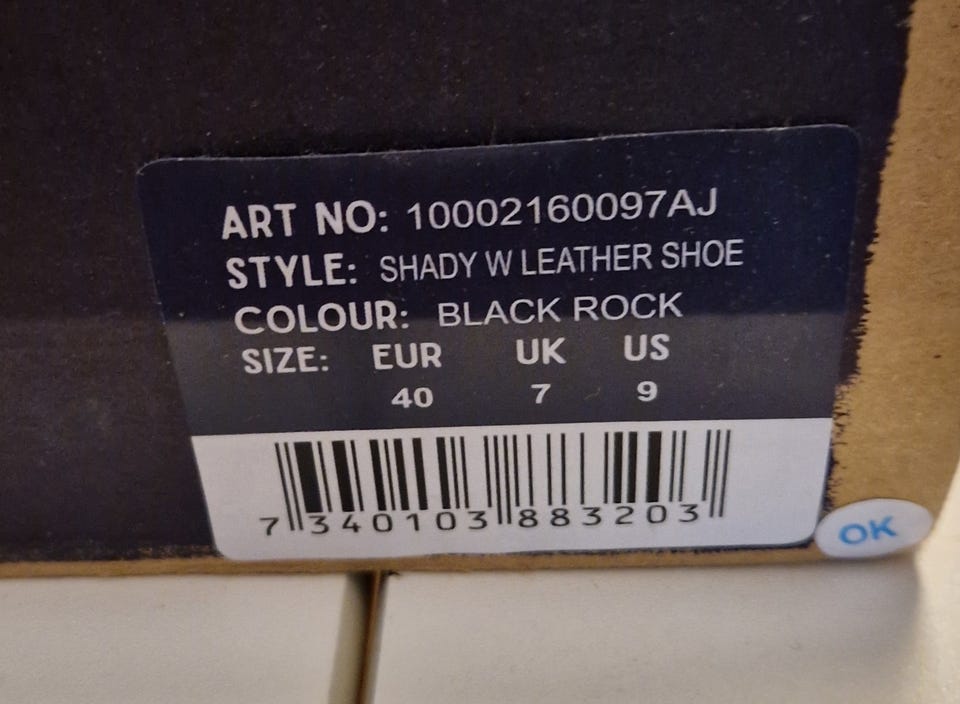 ART NO: 10002160097AJ
STYLE: SHADY W LEATHER SHOE
COLOUR: BLACK ROCK
SIZE: EUR UK US
40 7 9
7 340103 883203
OK